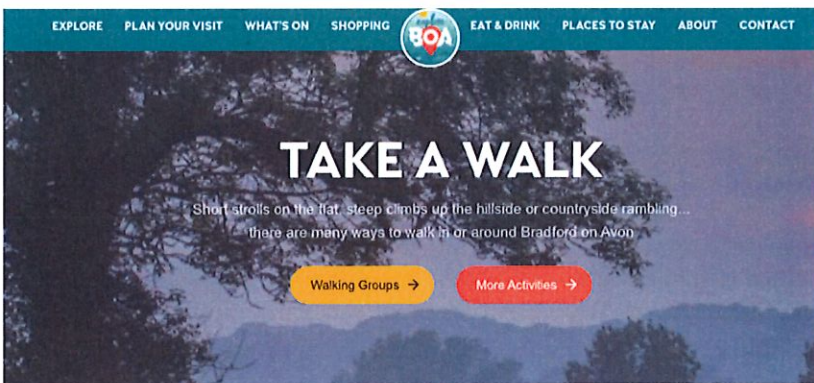 EXPLORE PLAN YOUR VISIT WHAT'S ON SHOPPING BOA EAT & DRINK PLACES TO STAY ABOUT CONTACT
TAKE A WALK
Short strolls on the flat, steep climbs up the hillside or countryside rambling...
there are many ways to walk in or around Bradford on Avon
Walking Groups → More Activities →